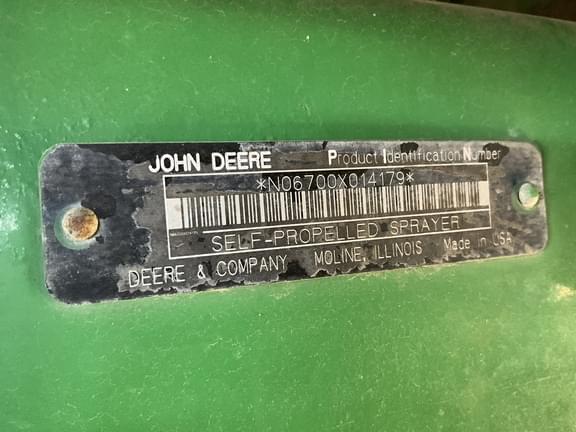 JOHN DEERE Product Identification Number
*N06700X014179*
SELF-PROPELLED SPRAYER
DEERE & COMPANY MOLINE, ILLINOIS Made in USA